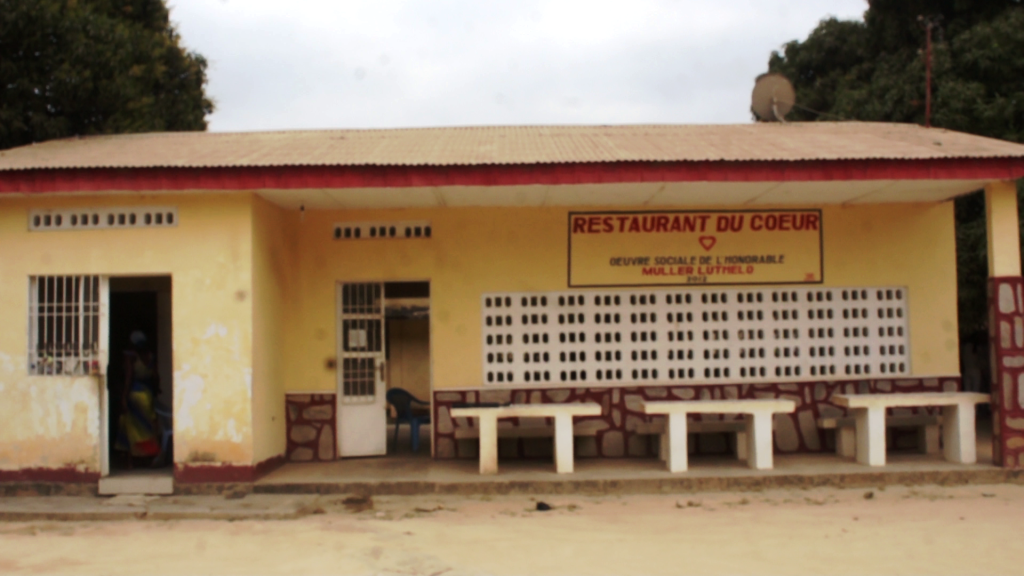 RESTAURANT DU COEUR
OEUVRE SOCIALE DE L'HONORABLE
MULLER LUTHELO
2012